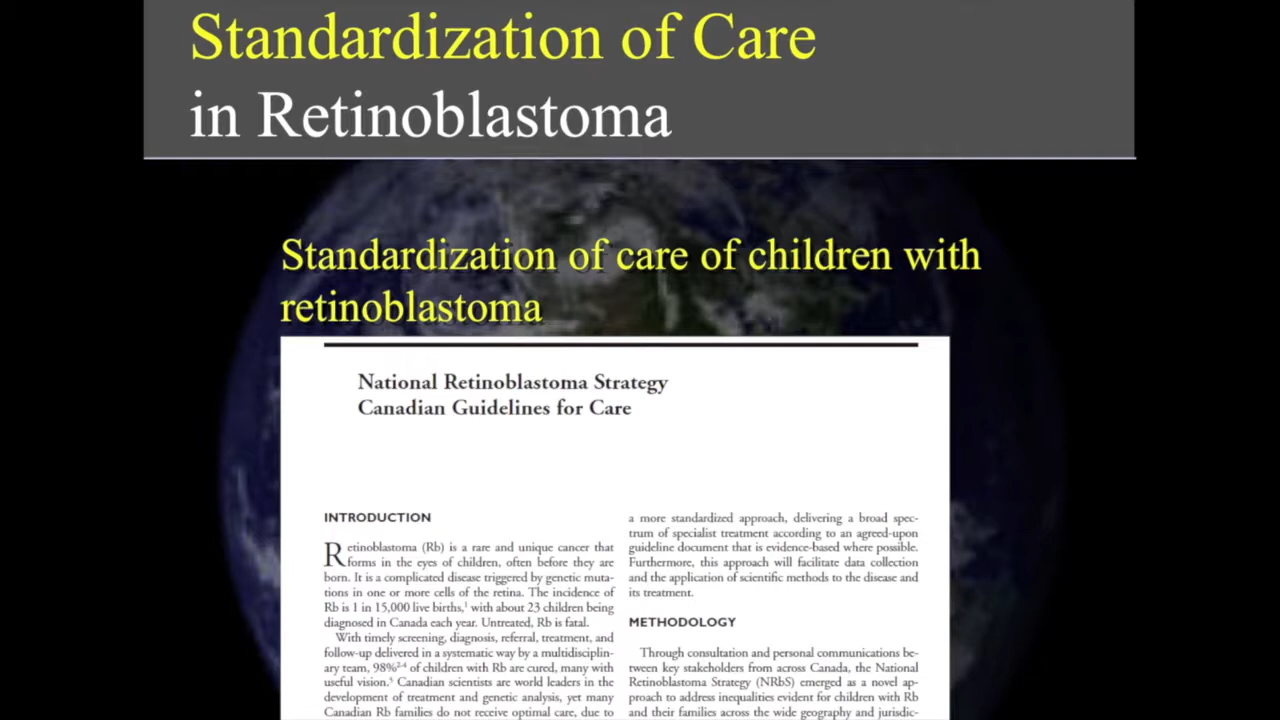 Standardization of Care
in Retinoblastoma
Standardization of care of children with
retinoblastoma
National Retinoblastoma Strategy
Canadian Guidelines for Care
INTRODUCTION
Retinoblastoma (Rb) is a rare and unique cancer that
forms in the eyes of children, often before they are
born. It is a complicated disease triggered by genetic muta-
tions in one or more cells of the retina. The incidence of
Rb is 1 in 15,000 live births,¹ with about 23 children being
diagnosed in Canada each year. Untreated, Rb is fatal.
With timely screening, diagnosis, referral, treatment, and
follow-up delivered in a systematic way by a multidisciplin-
ary team, 98%²⁻⁴ of children with Rb are cured, many with
useful vision.⁵ Canadian scientists are world leaders in the
development of treatment and genetic analysis, yet many
Canadian Rb families do not receive optimal care, due to
a more standardized approach, delivering a broad spec-
trum of specialist treatment according to an agreed-upon
guideline document that is evidence-based where possible.
Furthermore, this approach will facilitate data collection
and the application of scientific methods to the disease and
its treatment.
METHODOLOGY
Through consultation and personal communications be-
tween key stakeholders from across Canada, the National
Retinoblastoma Strategy (NRbS) emerged as a novel ap-
proach to address inequalities evident for children with Rb
and their families across the wide geography and jurisdic-